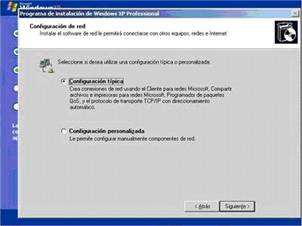 Programa de instalación de Windows XP Professional
Configuración de red
Instalar el software de red le permitirá conectarse con otros equipos, redes e Internet
Seleccione si desea utilizar una configuración típica o personalizada:
Configuración típica
Crea conexiones de red usando el Cliente para redes Microsoft, Compartir
archivos e impresoras para redes Microsoft, Programador de paquetes
QoS, y el protocolo de transporte TCP/IP con direccionamiento
automático.
Configuración personalizada
Le permite configurar manualmente componentes de red.
< Atrás
Siguiente >